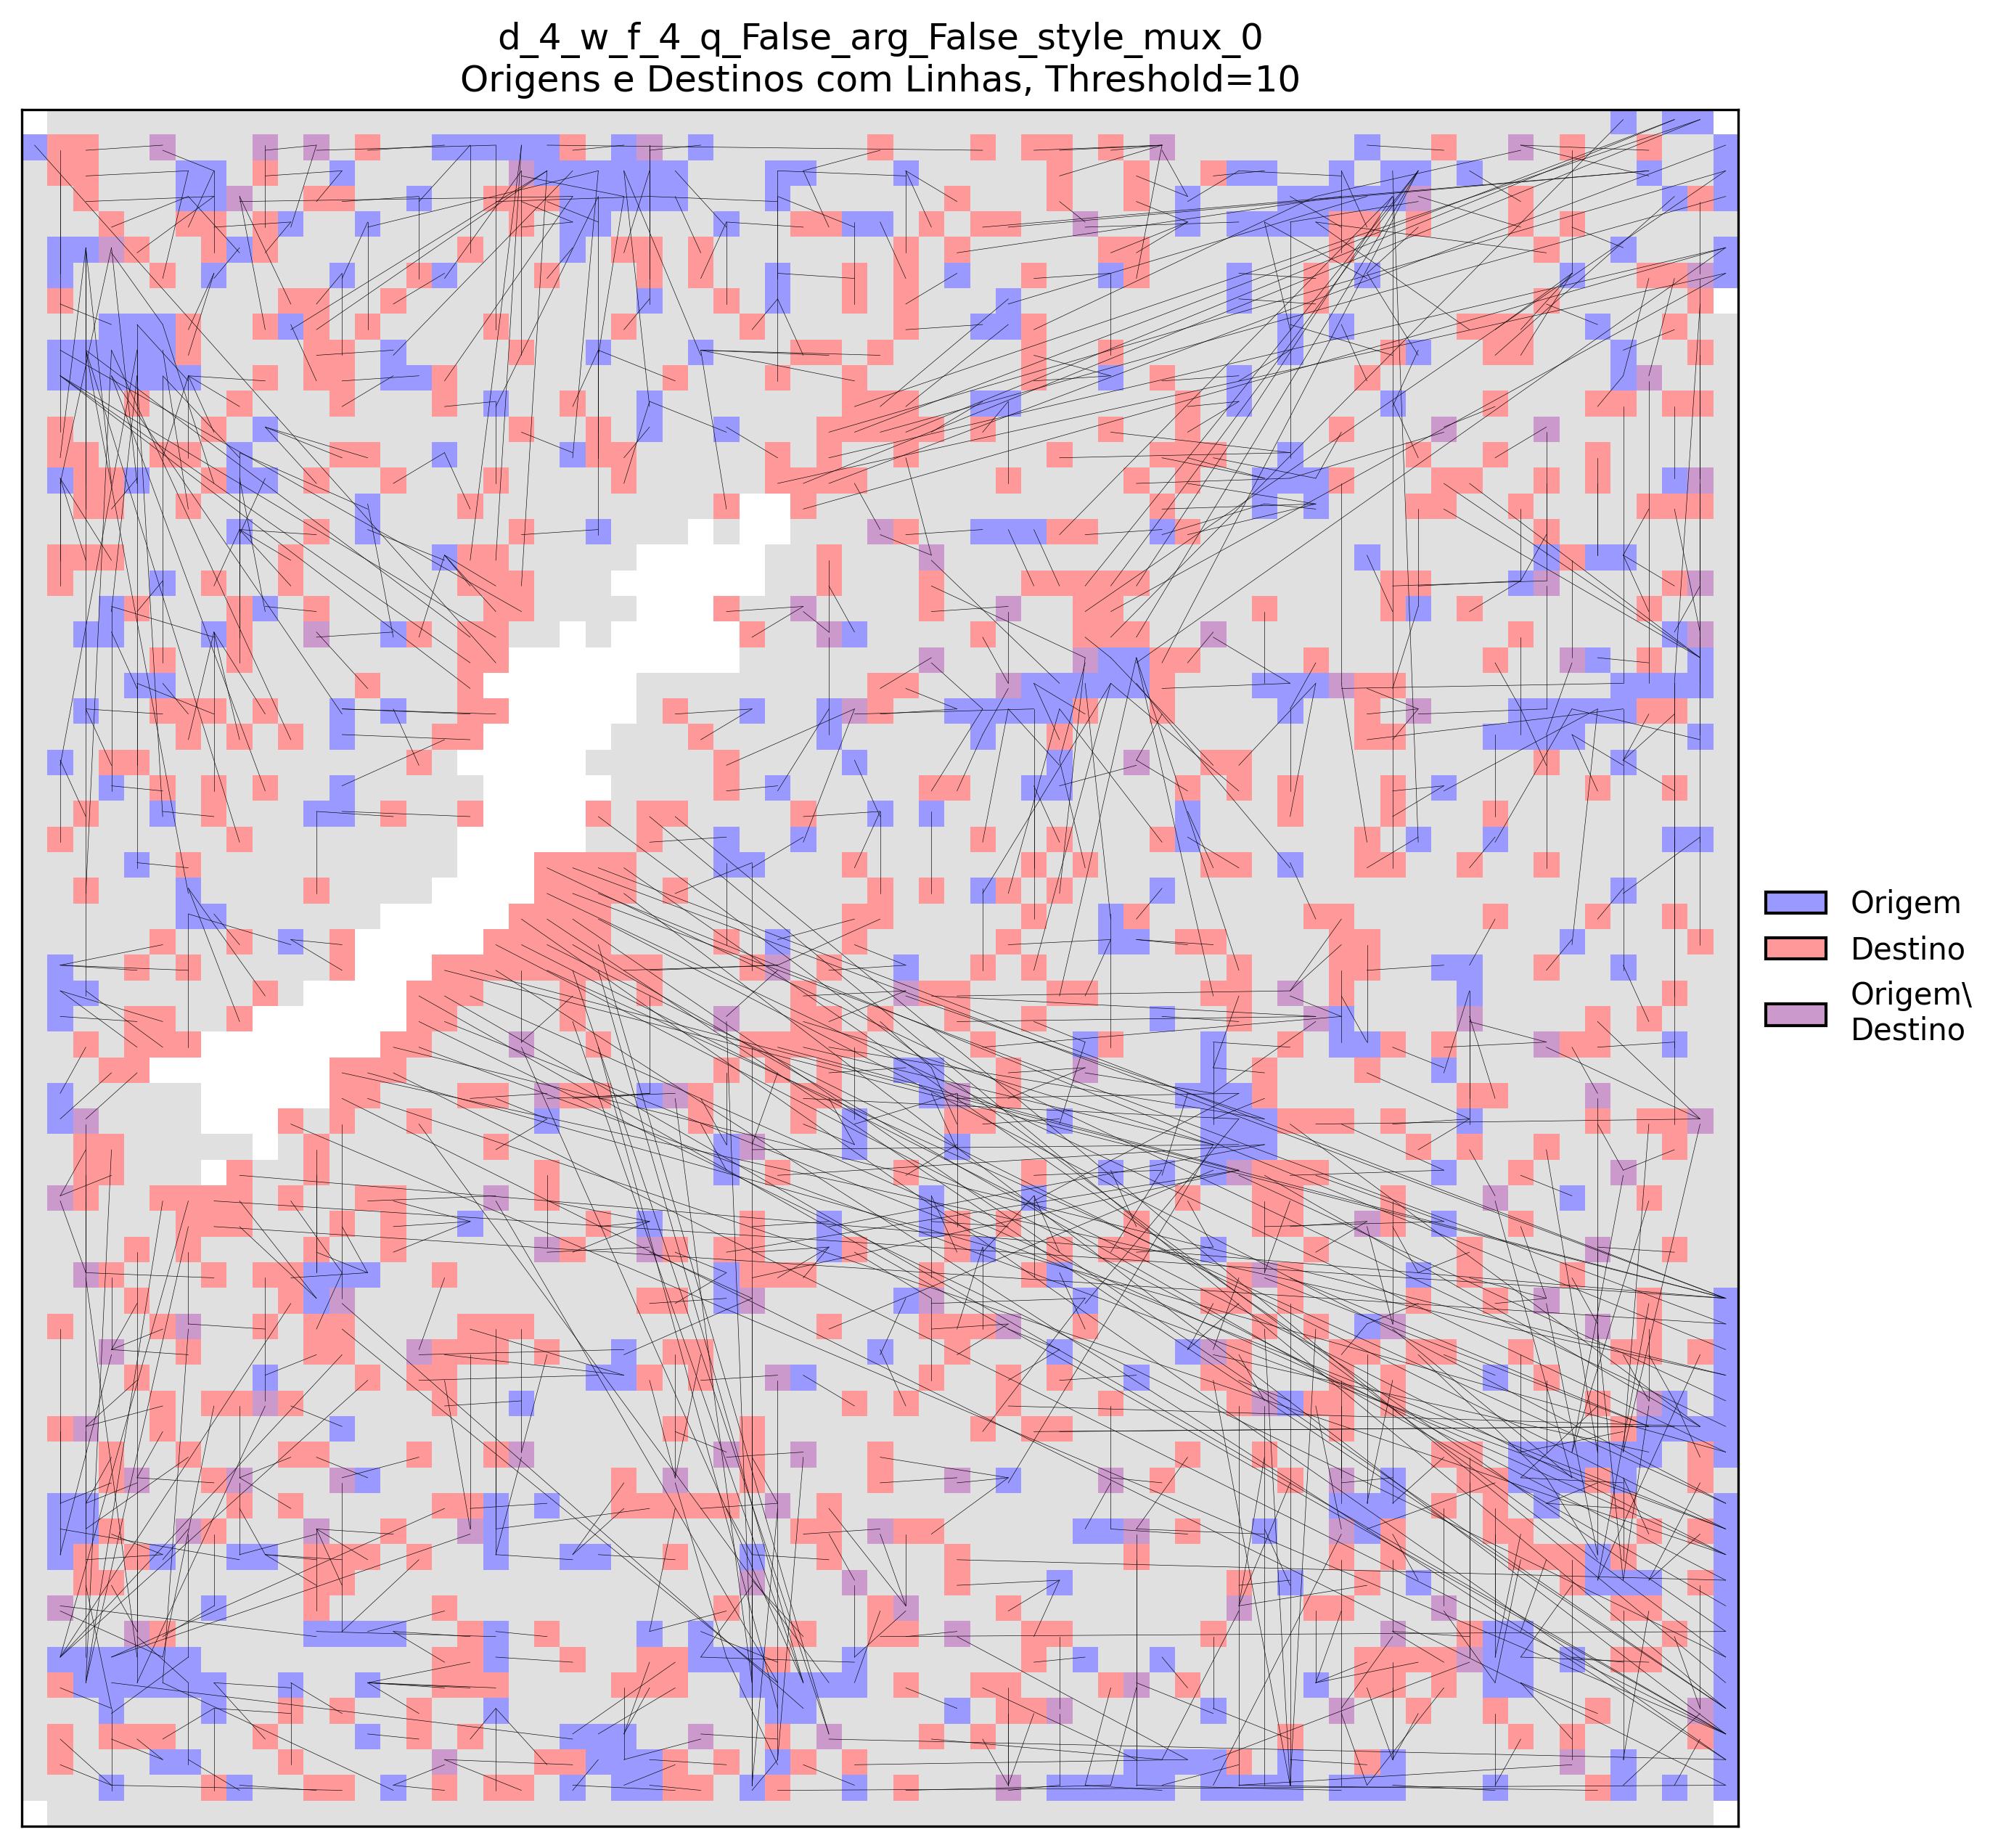 d_4_w_f_4_q_False_arg_False_style_mux_0
Origens e Destinos com Linhas, Threshold=10
Origem
Destino
Origem\
Destino